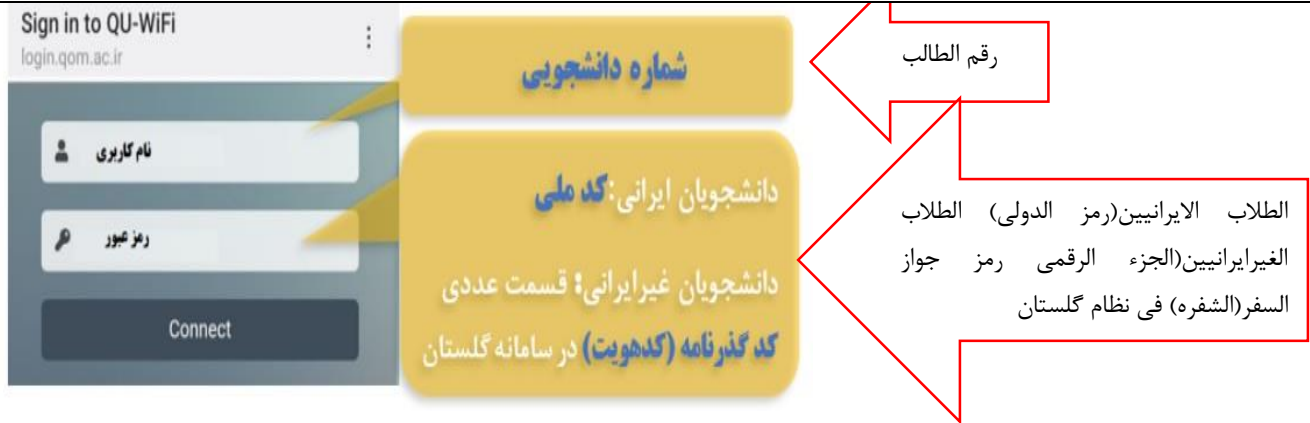 Sign in to QU-WiFi
login.qom.ac.ir
نام کاربری
رمز عبور
Connect
شماره دانشجویی
دانشجویان ایرانی:کد ملی
دانشجویان غیرایرانی: قسمت عددی
کد گذرنامه (کدهویت) در سامانه گلستان
رقم الطالب
الطلاب الایرانیین(رمز الدولی) الطلاب
الغیرایرانیین(الجزء الرقمی رمز جواز
السفر(الشفره) فی نظام گلستان